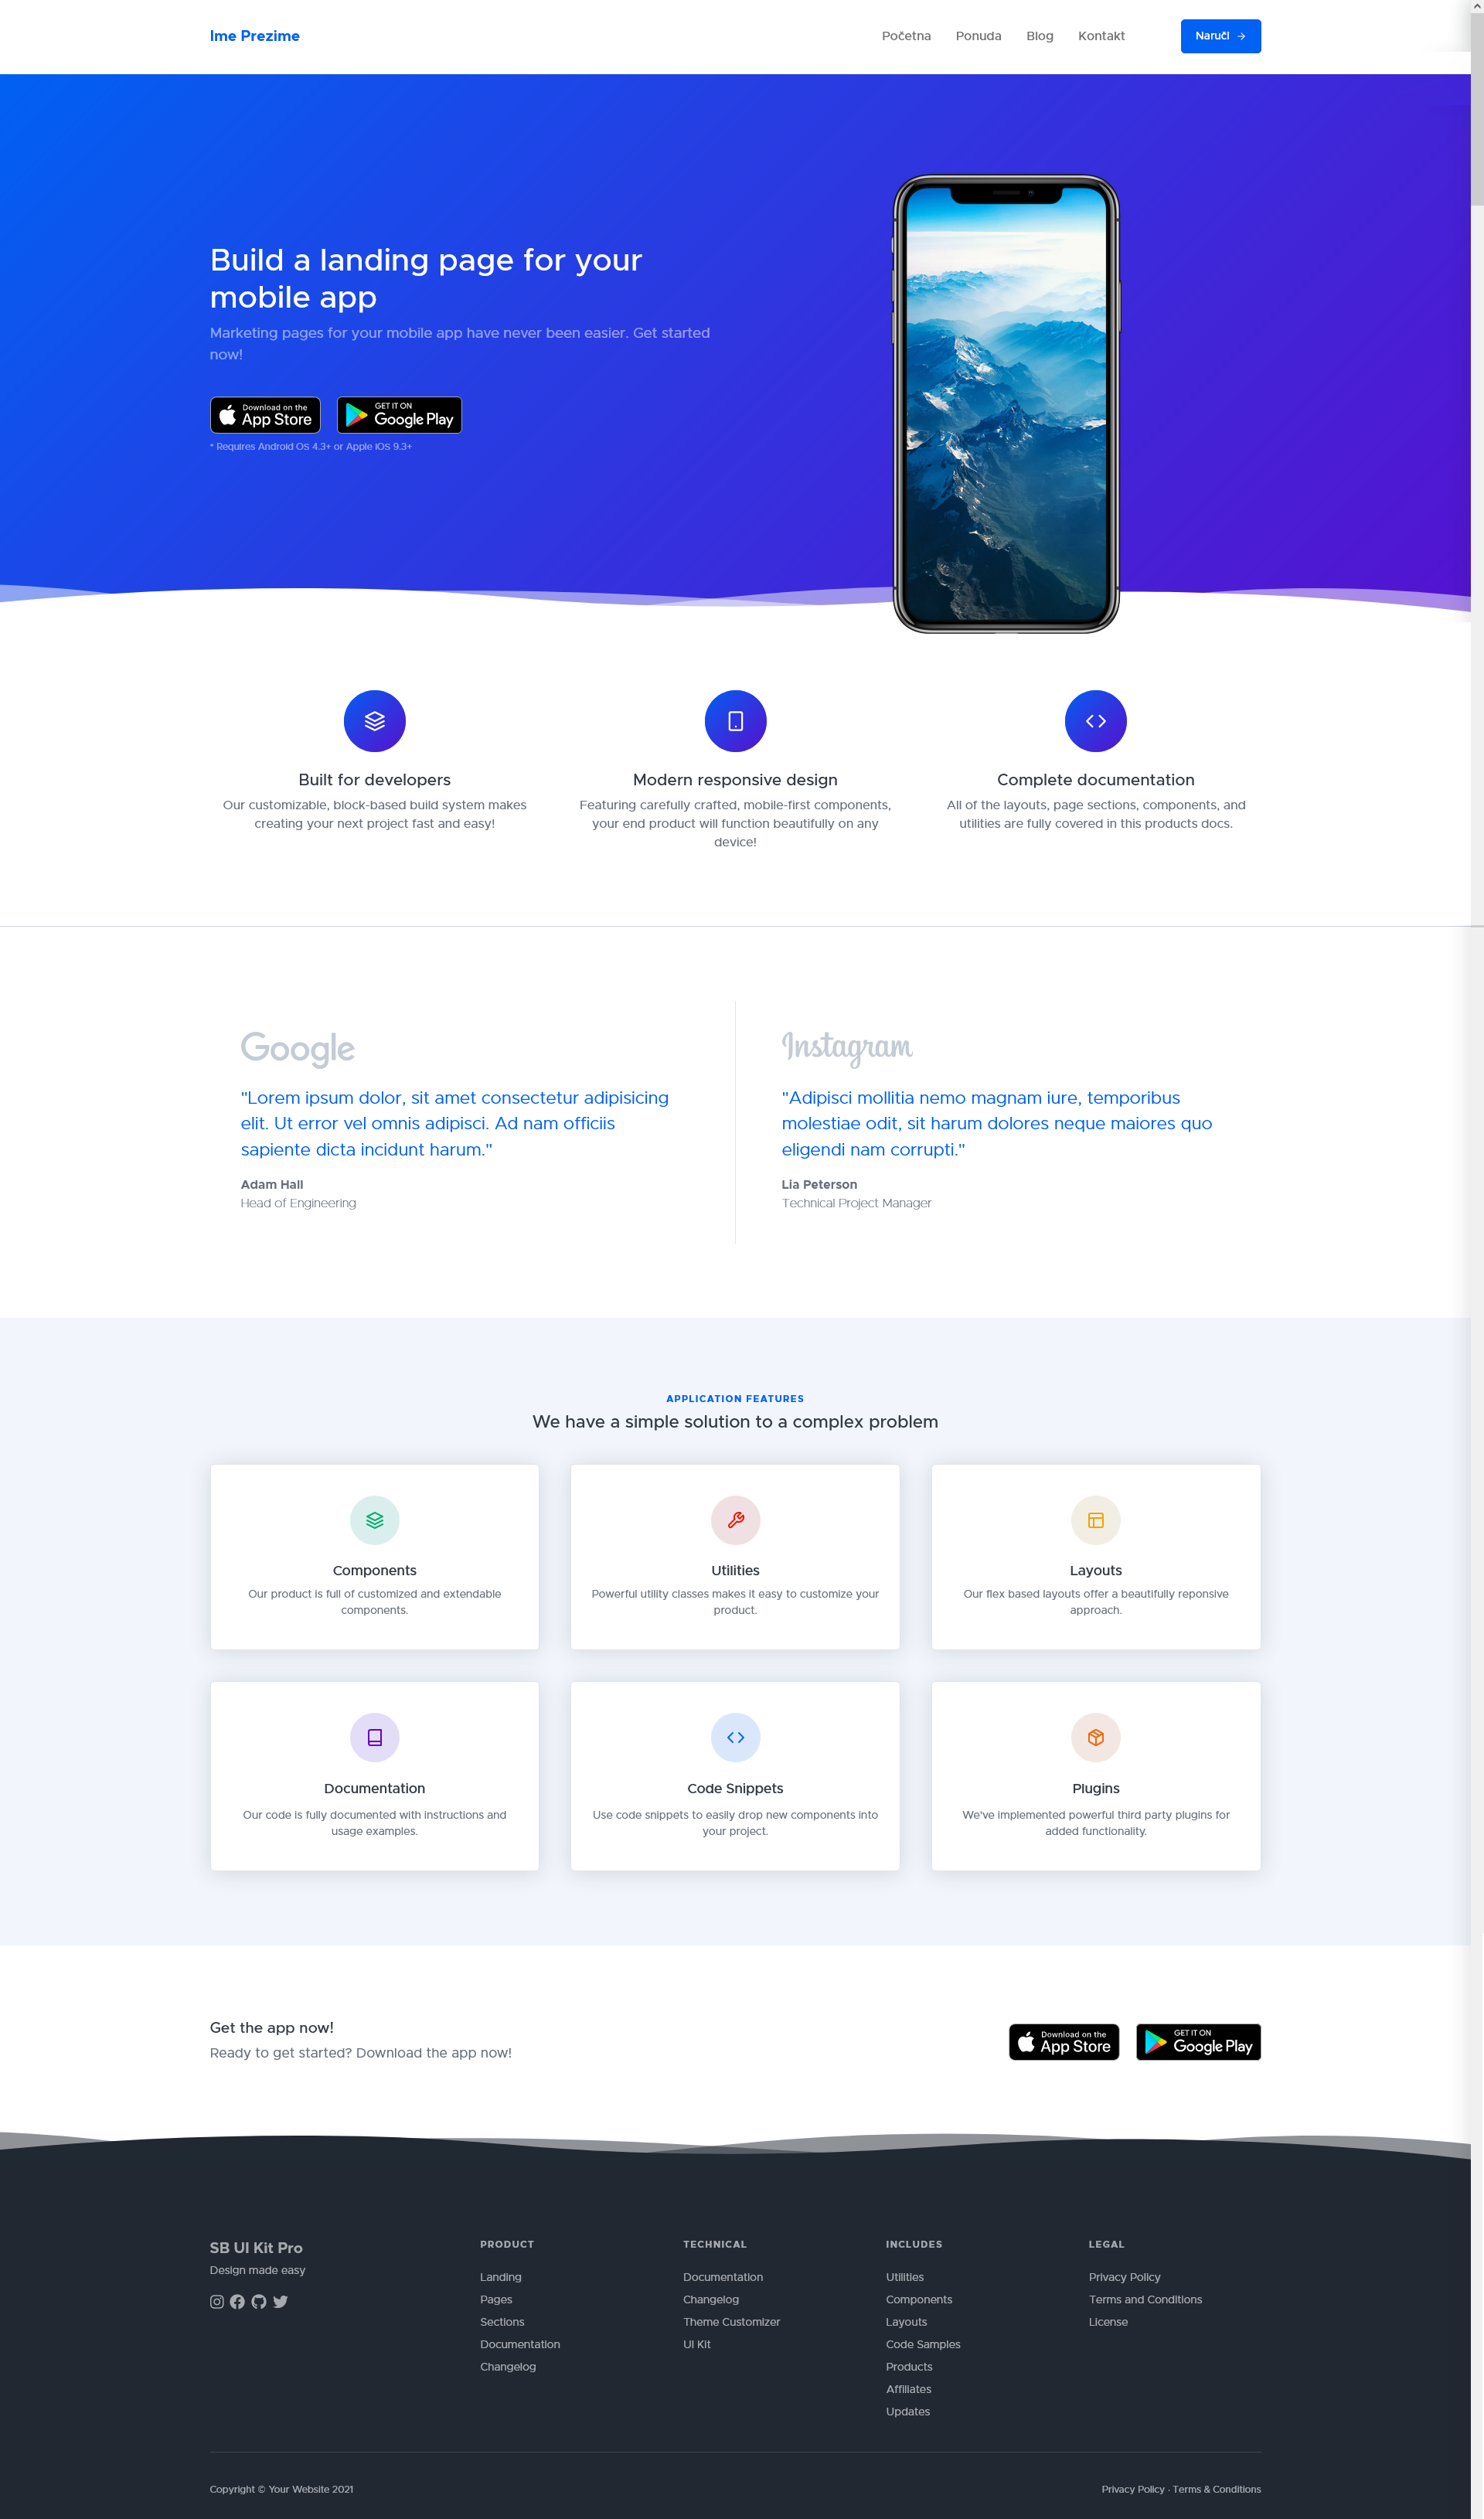 Ime Prezime
Početna
Ponuda
Blog
Kontakt
Naruči
Build a landing page for your
mobile app
Marketing pages for your mobile app have never been easier. Get started
now!
Download on the
App Store
GET IT ON
Google Play
* Requires Android OS 4.3+ or Apple iOS 9.3+
Built for developers
Our customizable, block-based build system makes
creating your next project fast and easy!
Modern responsive design
Featuring carefully crafted, mobile-first components,
your end product will function beautifully on any
device!
Complete documentation
All of the layouts, page sections, components, and
utilities are fully covered in this products docs.
Google
"Lorem ipsum dolor, sit amet consectetur adipisicing
elit. Ut error vel omnis adipisci. Ad nam officiis
sapiente dicta incidunt harum."
Adam Hall
Head of Engineering
Instagram
"Adipisci mollitia nemo magnam iure, temporibus
molestiae odit, sit harum dolores neque maiores quo
eligendi nam corrupti."
Lia Peterson
Technical Project Manager
APPLICATION FEATURES
We have a simple solution to a complex problem
Components
Our product is full of customized and extendable
components.
Utilities
Powerful utility classes makes it easy to customize your
product.
Layouts
Our flex based layouts offer a beautifully reponsive
approach.
Documentation
Our code is fully documented with instructions and
usage examples.
Code Snippets
Use code snippets to easily drop new components into
your project.
Plugins
We've implemented powerful third party plugins for
added functionality.
Get the app now!
Ready to get started? Download the app now!
Download on the
App Store
GET IT ON
Google Play
SB UI Kit Pro
Design made easy
PRODUCT
Landing
Pages
Sections
Documentation
Changelog
TECHNICAL
Documentation
Changelog
Theme Customizer
UI Kit
INCLUDES
Utilities
Components
Layouts
Code Samples
Products
Affiliates
Updates
LEGAL
Privacy Policy
Terms and Conditions
License
Copyright © Your Website 2021
Privacy Policy · Terms & Conditions